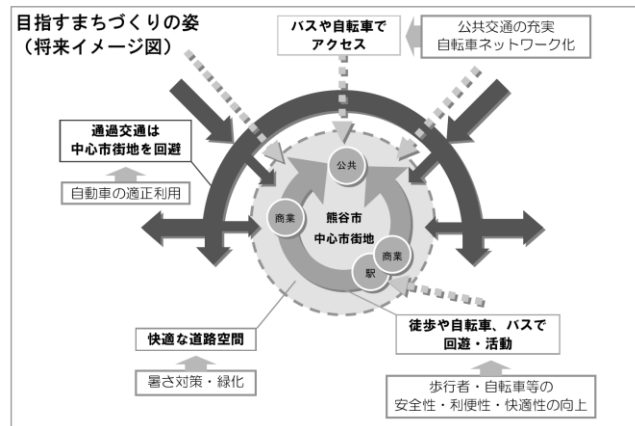 目指すまちづくりの姿
（将来イメージ図）
バスや自転車で
アクセス
公共交通の充実
自転車ネットワーク化
通過交通は
中心市街地を回避
自動車の適正利用
公共
商業
熊谷市
中心市街地
商業
駅
快適な道路空間
暑さ対策・緑化
徒歩や自転車、バスで
回遊・活動
歩行者・自転車等の
安全性・利便性・快適性の向上